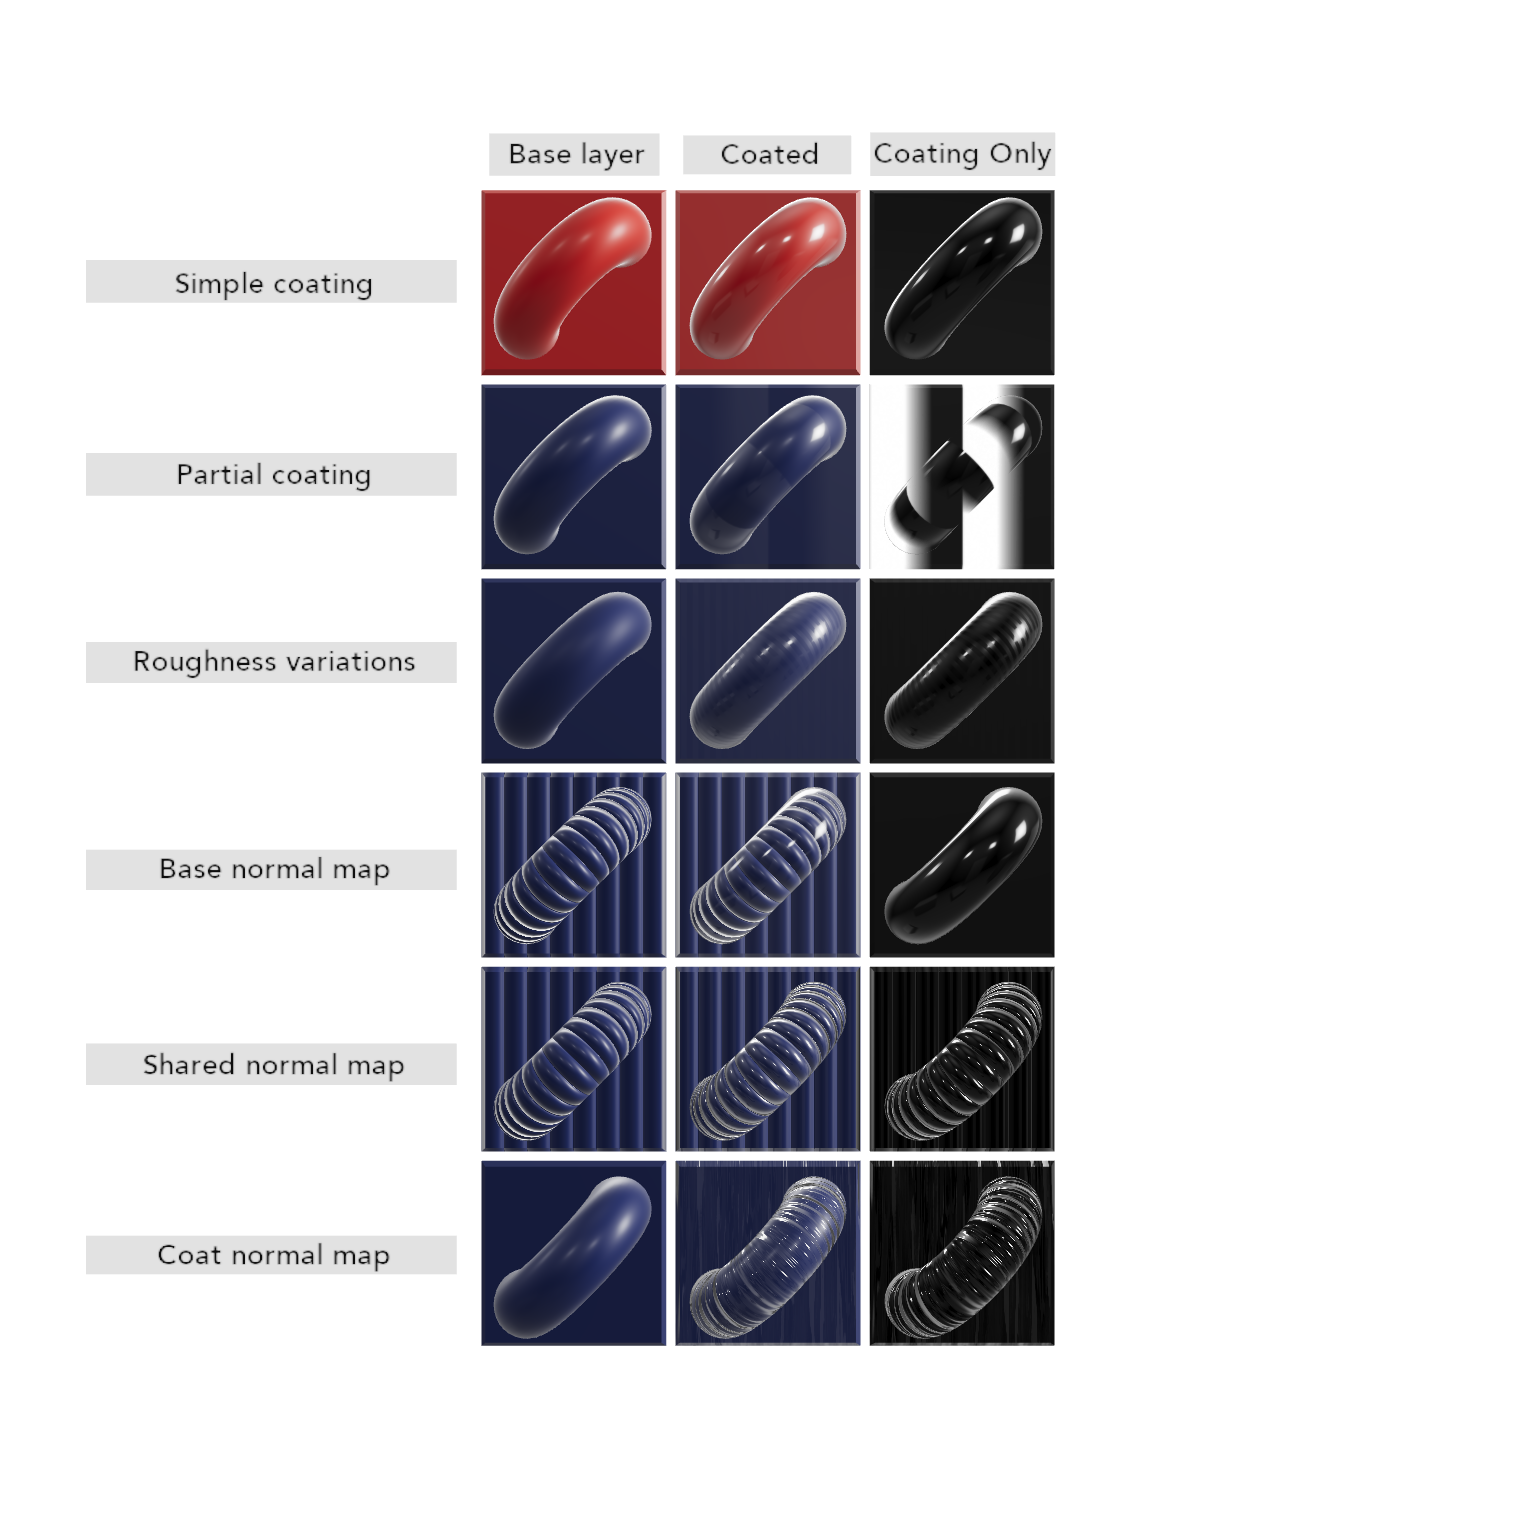 Base layer
Coated
Coating Only
Simple coating
Partial coating
Roughness variations
Base normal map
Shared normal map
Coat normal map